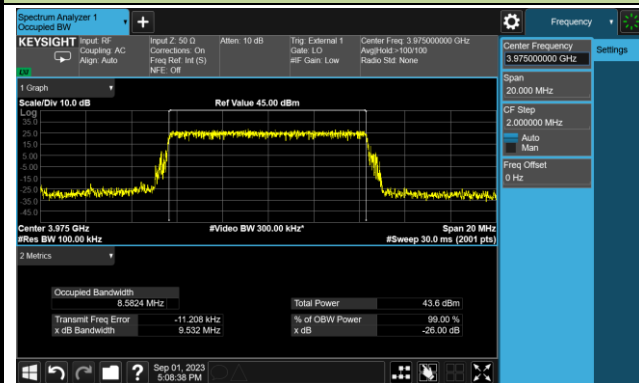 Spectrum Analyzer 1
Occupied BW
Frequency
KEYSIGHT
Input: RF
Coupling: AC
Align: Auto
Input Z: 50 Ω
Corrections: On
Freq Ref: Int (S)
NFE: Off
Atten: 10 dB
Trig: External 1
Gate: LO
#IF Gain: Low
Center Freq: 3.975000000 GHz
Avg|Hold:>100/100
Radio Std: None
Center Frequency
3.975000000 GHz
Settings
Span
20.000 MHz
CF Step
2.000000 MHz
Auto
Man
Freq Offset
0 Hz
1 Graph
Scale/Div 10.0 dB
Ref Value 45.00 dBm
Log
35.0
25.0
15.0
5.00
-5.00
-15.0
-25.0
-35.0
-45.0
Center 3.975 GHz
#Video BW 300.00 kHz*
Span 20 MHz
#Res BW 100.00 kHz
#Sweep 30.0 ms (2001 pts)
2 Metrics
Occupied Bandwidth
8.5824 MHz
Total Power
43.6 dBm
Transmit Freq Error
-11.208 kHz
% of OBW Power
99.00 %
x dB Bandwidth
9.532 MHz
x dB
-26.00 dB
Sep 01, 2023
5:08:38 PM